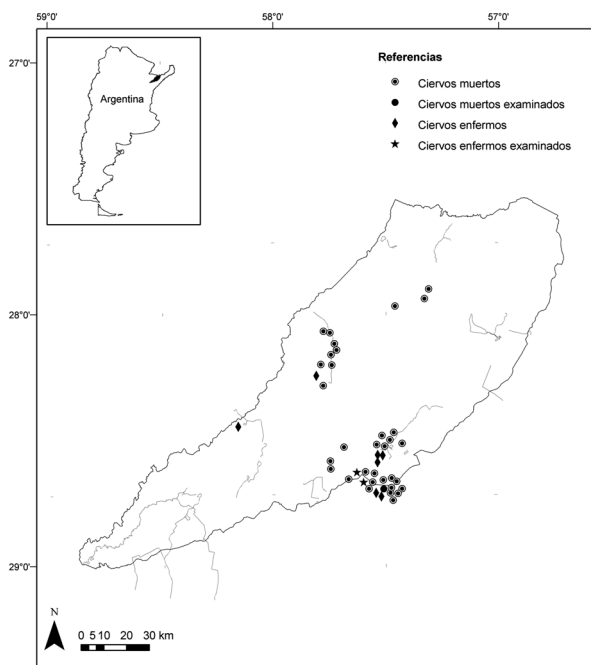 59°0' 58°0' 57°0'
27°0'
Argentina
Referencias
Ciervos muertos
Ciervos muertos examinados
Ciervos enfermos
Ciervos enfermos examinados
28°0'
29°0'
N
0 5 10 20 30 km